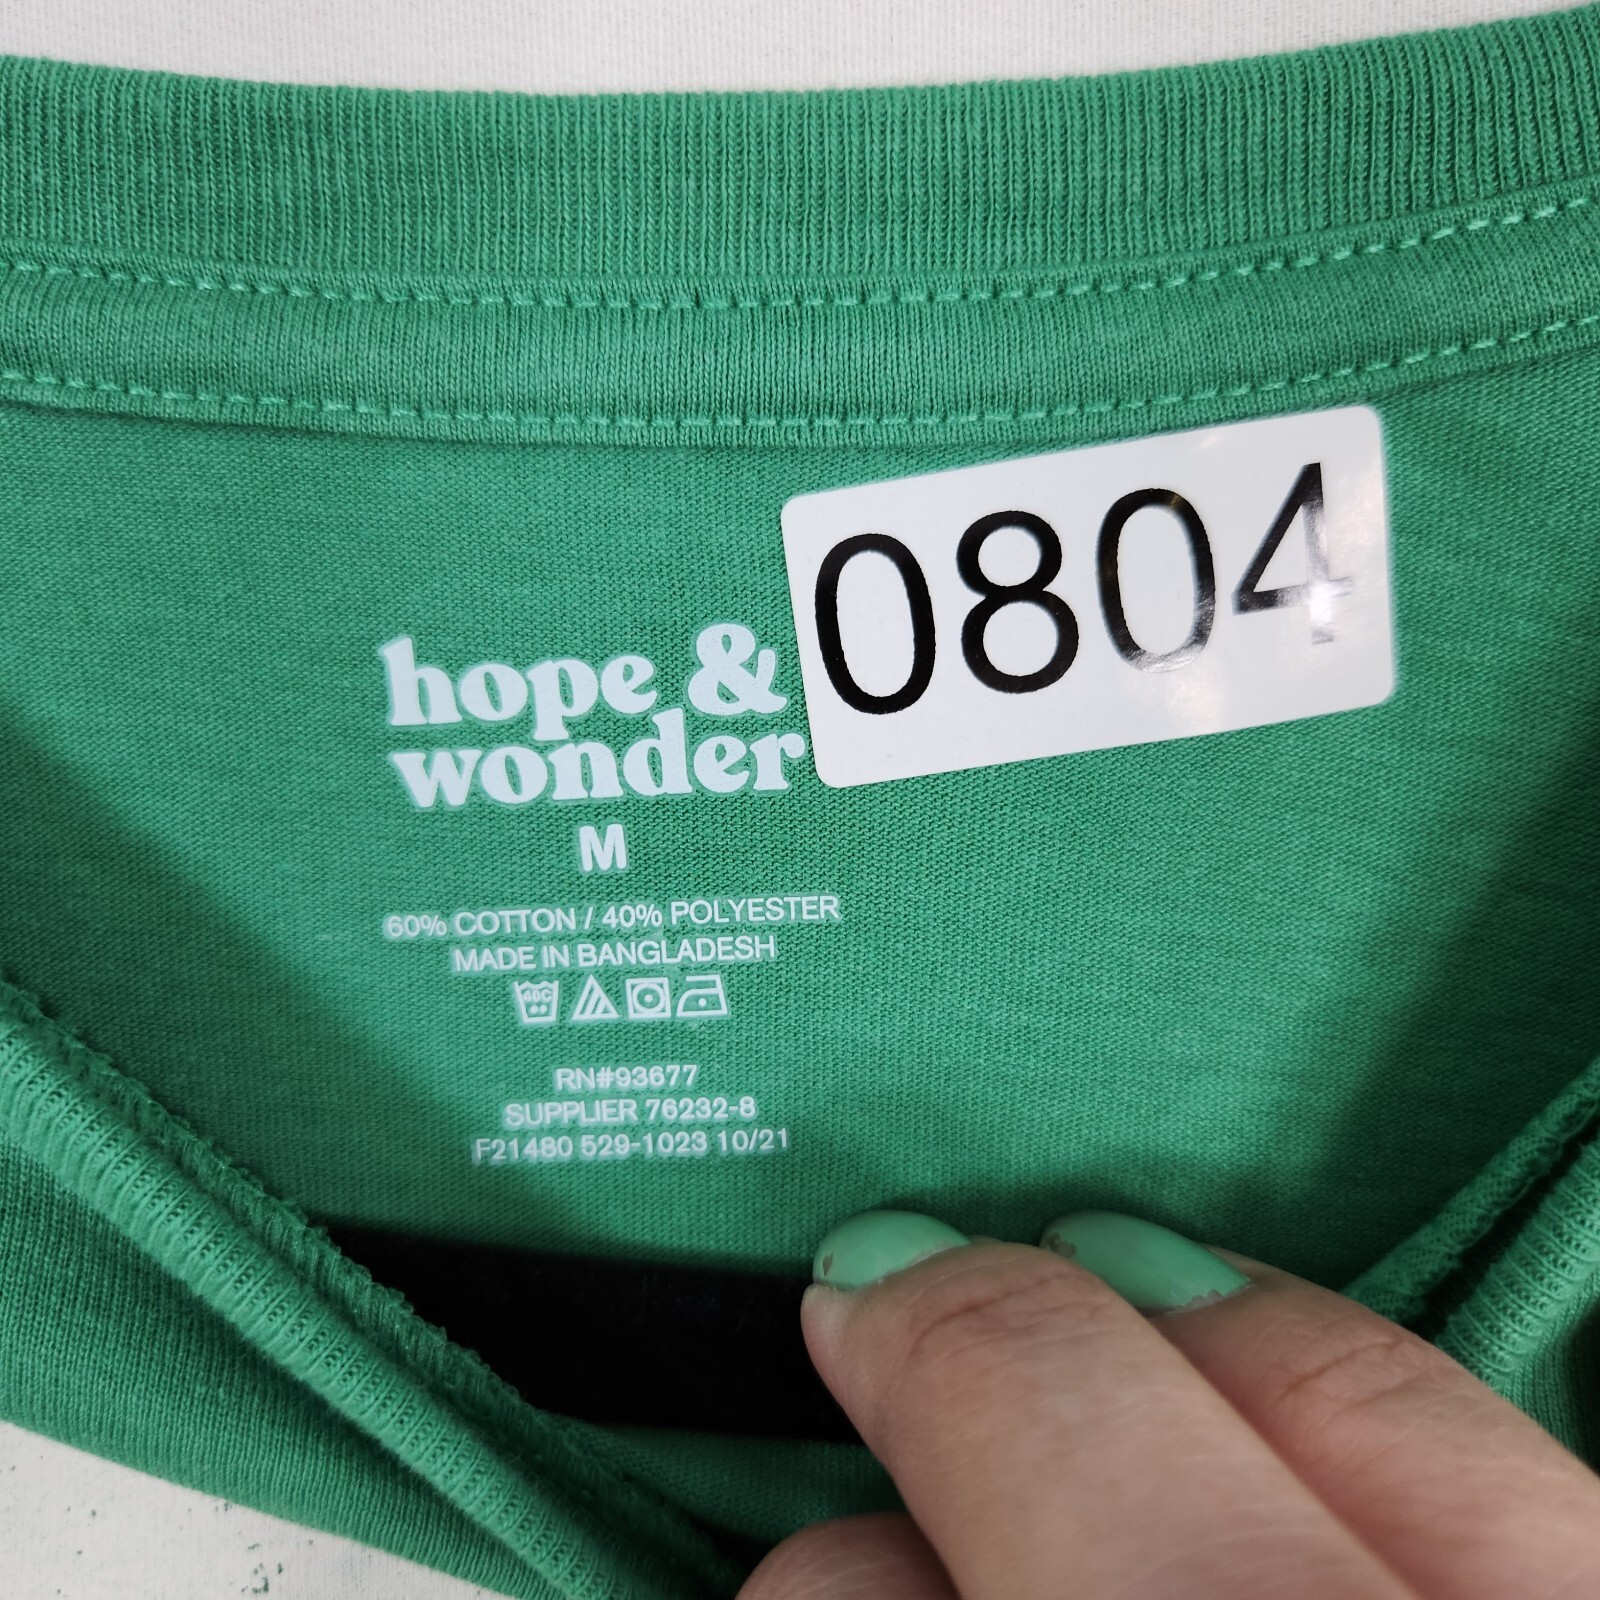 0804
hope &
wonder
M
60% COTTON / 40% POLYESTER
MADE IN BANGLADESH
40C
RN#93677
SUPPLIER 76232-8
F21480 529-1023 10/21